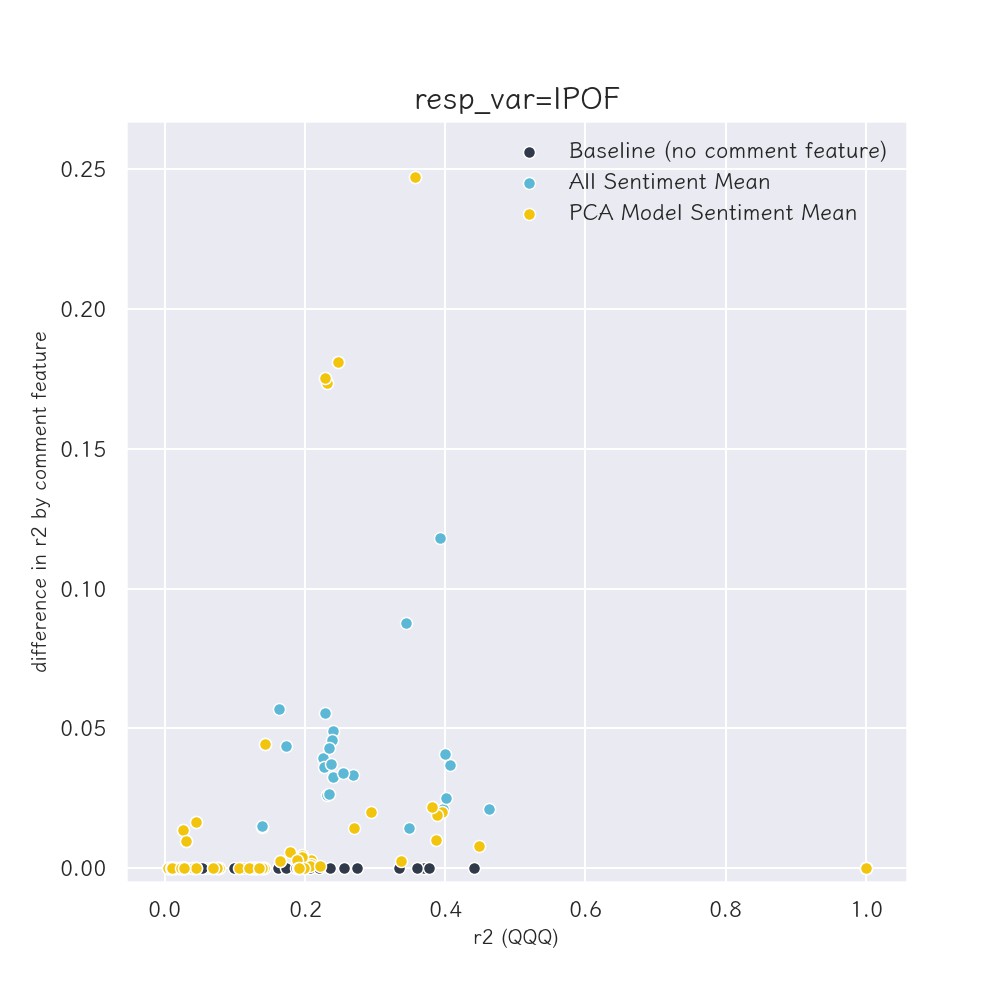 resp_var=IPOF
Baseline (no comment feature)
All Sentiment Mean
PCA Model Sentiment Mean
difference in r2 by comment feature
0.25
0.20
0.15
0.10
0.05
0.00
0.0 0.2 0.4 0.6 0.8 1.0
r2 (QQQ)